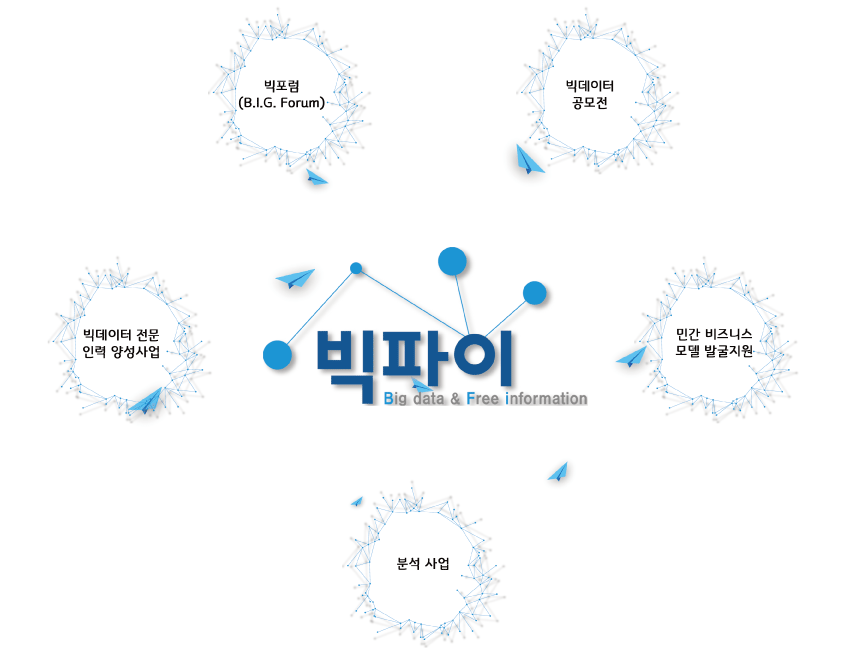 빅포럼
(B.I.G. Forum)
빅데이터
공모전
빅데이터 전문
인력 양성사업
빅파이
Big data & Free information
민간 비즈니스
모델 발굴지원
분석 사업